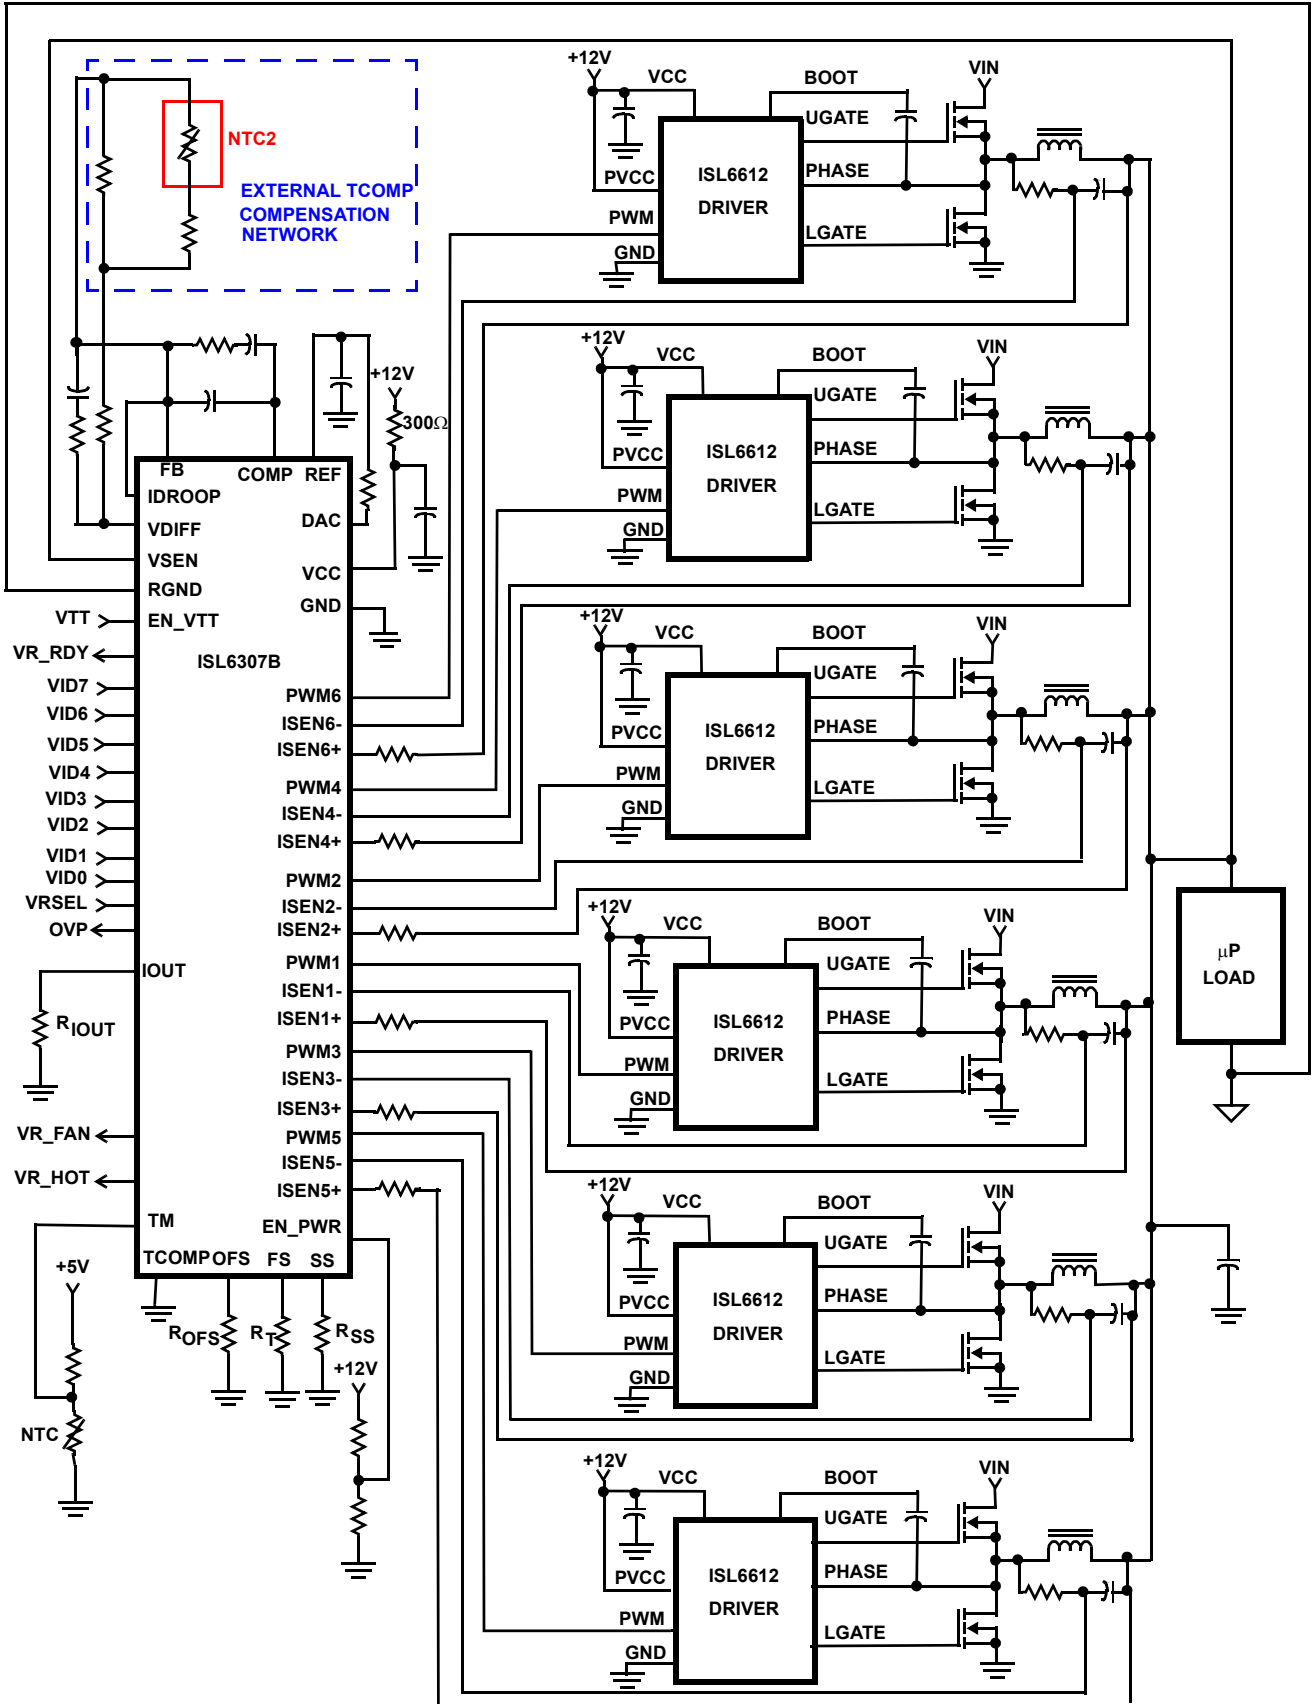 NTC2
EXTERNAL TCOMP
COMPENSATION
NETWORK
+12V
300Ω
FB
COMP
REF
IDROOP
VDIFF
DAC
VSEN
VCC
RGND
GND
VTT
EN_VTT
VR_RDY
ISL6307B
VID7
VID6
VID5
VID4
VID3
VID2
VID1
VID0
VRSEL
OVP
IOUT
RIOUT
VR_FAN
VR_HOT
TM
PWM6
ISEN6-
ISEN6+
PWM4
ISEN4-
ISEN4+
PWM2
ISEN2-
ISEN2+
PWM1
ISEN1-
ISEN1+
PWM3
ISEN3-
ISEN3+
PWM5
ISEN5-
ISEN5+
EN_PWR
TCOMP
OFS
FS
SS
+5V
ROFS
RT
RSS
+12V
NTC
+12V
VCC
BOOT
VIN
UGATE
ISL6612
DRIVER
PVCC
PHASE
PWM
LGATE
GND
+12V
VCC
BOOT
VIN
UGATE
ISL6612
DRIVER
PVCC
PHASE
PWM
LGATE
GND
+12V
VCC
BOOT
VIN
UGATE
ISL6612
DRIVER
PVCC
PHASE
PWM
LGATE
GND
+12V
VCC
BOOT
VIN
UGATE
ISL6612
DRIVER
PVCC
PHASE
PWM
LGATE
GND
+12V
VCC
BOOT
VIN
UGATE
ISL6612
DRIVER
PVCC
PHASE
PWM
LGATE
GND
+12V
VCC
BOOT
VIN
UGATE
ISL6612
DRIVER
PVCC
PHASE
PWM
LGATE
GND
µP
LOAD